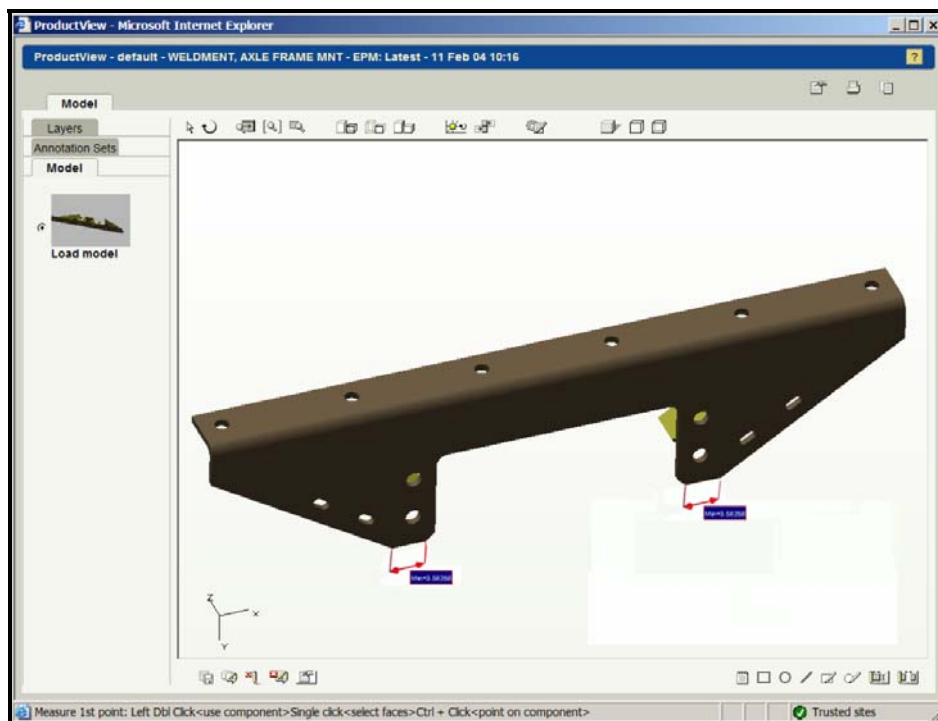 ProductView - Microsoft Internet Explorer
ProductView - default - WELDMENT, AXLE FRAME MNT - EPM: Latest - 11 Feb 04 10:16
?
Model
Layers
Annotation Sets
Model
Load model
Z
X
Y
Measure 1st point: Left Dbl Click<use component>Single click<select faces>Ctrl + Click<point on component>
Trusted sites